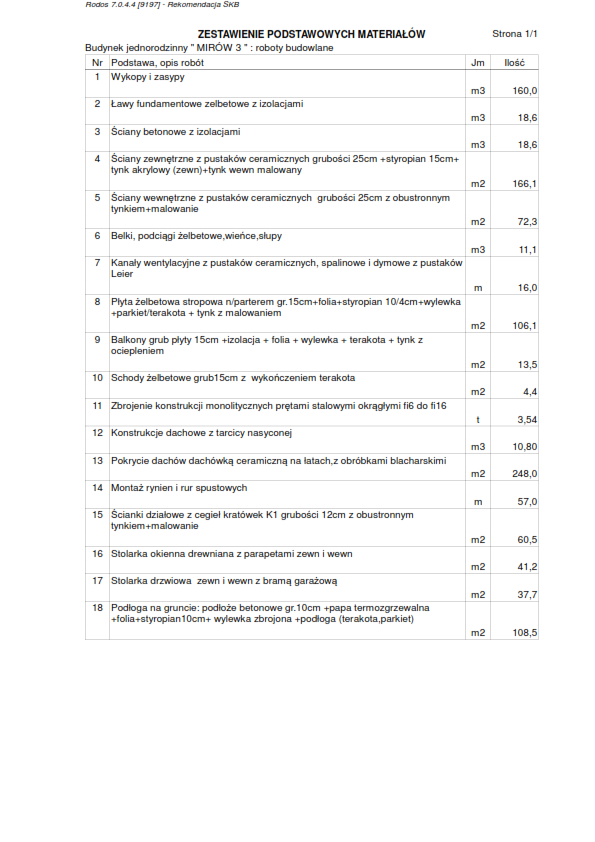 Rodos 7.0.4.4 [9197] - Rekomendacja SKB
ZESTAWIENIE PODSTAWOWYCH MATERIAŁÓW Strona 1/1
Budynek jednorodzinny " MIRÓW 3 " : roboty budowlane
Nr Podstawa, opis robót Jm Ilość
1 Wykopy i zasypy
m3 160,0
2 Ławy fundamentowe zelbetowe z izolacjami
m3 18,6
3 Ściany betonowe z izolacjami
m3 18,6
4 Ściany zewnętrzne z pustaków ceramicznych grubości 25cm +styropian 15cm+
tynk akrylowy (zewn)+tynk wewn malowany
m2 166,1
5 Ściany wewnętrzne z pustaków ceramicznych grubości 25cm z obustronnym
tynkiem+malowanie
m2 72,3
6 Belki, podciągi żelbetowe,wieńce,słupy
m3 11,1
7 Kanały wentylacyjne z pustaków ceramicznych, spalinowe i dymowe z pustaków
Leier
m 16,0
8 Płyta żelbetowa stropowa n/parterem gr.15cm+folia+styropian 10/4cm+wylewka
+parkiet/terakota + tynk z malowaniem
m2 106,1
9 Balkony grub płyty 15cm +izolacja + folia + wylewka + terakota + tynk z
ociepleniem
m2 13,5
10 Schody żelbetowe grub15cm z wykończeniem terakota
m2 4,4
11 Zbrojenie konstrukcji monolitycznych prętami stalowymi okrągłymi fi6 do fi16
t 3,54
12 Konstrukcje dachowe z tarcicy nasyconej
m3 10,80
13 Pokrycie dachów dachówką ceramiczną na łatach,z obróbkami blacharskimi
m2 248,0
14 Montaż rynien i rur spustowych
m 57,0
15 Ścianki działowe z cegieł kratówek K1 grubości 12cm z obustronnym
tynkiem+malowanie
m2 60,5
16 Stolarka okienna drewniana z parapetami zewn i wewn
m2 41,2
17 Stolarka drzwiowa zewn i wewn z bramą garażową
m2 37,7
18 Podłoga na gruncie: podłoże betonowe gr.10cm +papa termozgrzewalna
+folia+styropian10cm+ wylewka zbrojona +podłoga (terakota,parkiet)
m2 108,5